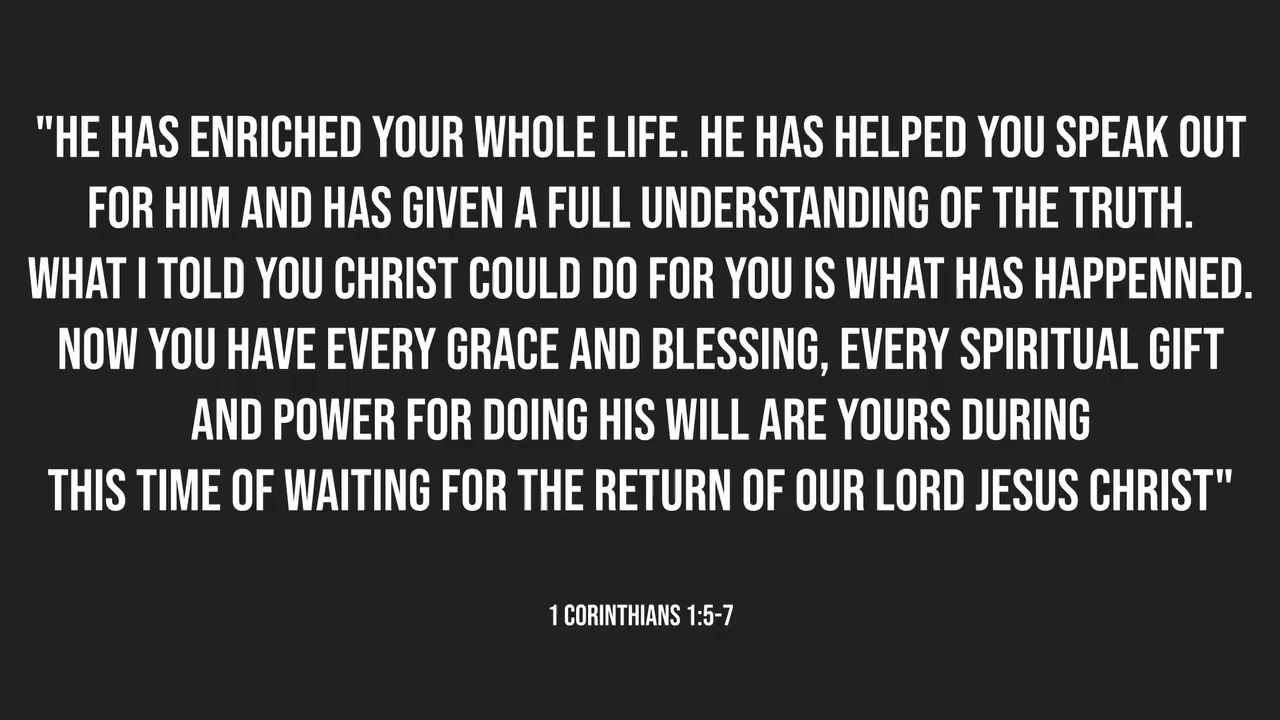 "HE HAS ENRICHED YOUR WHOLE LIFE. HE HAS HELPED YOU SPEAK OUT
FOR HIM AND HAS GIVEN A FULL UNDERSTANDING OF THE TRUTH.
WHAT I TOLD YOU CHRIST COULD DO FOR YOU IS WHAT HAS HAPPENNED.
NOW YOU HAVE EVERY GRACE AND BLESSING, EVERY SPIRITUAL GIFT
AND POWER FOR DOING HIS WILL ARE YOURS DURING
THIS TIME OF WAITING FOR THE RETURN OF OUR LORD JESUS CHRIST"
1 CORINTHIANS 1:5-7